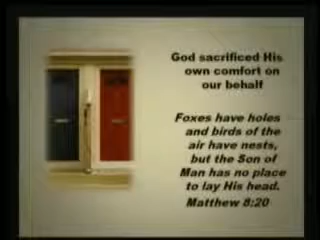 God sacrificed His
own comfort on
our behalf
Foxes have holes
and birds of the
air have nests,
but the Son of
Man has no place
to lay His head.
Matthew 8:20